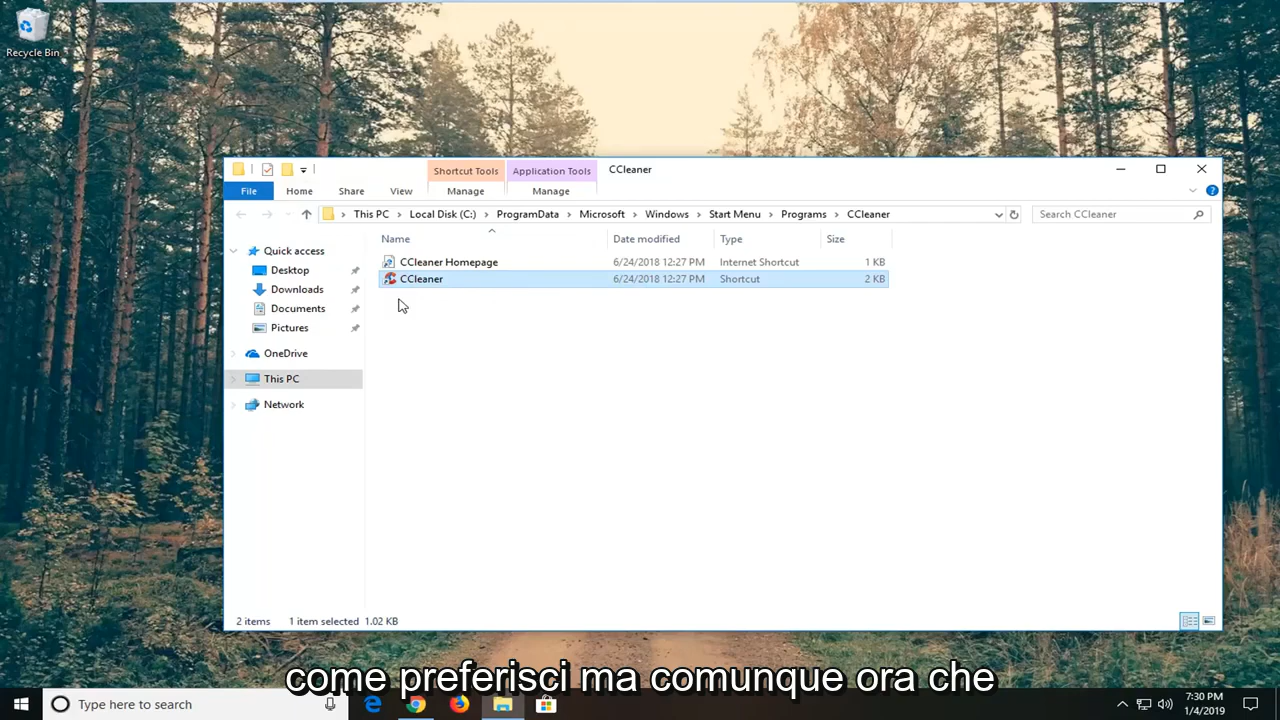 Recycle Bin
Shortcut Tools
Application Tools
CCleaner
File
Home
Share
View
Manage
Manage
This PC
Local Disk (C:)
ProgramData
Microsoft
Windows
Start Menu
Programs
CCleaner
Search CCleaner
Name
Date modified
Type
Size
Quick access
Desktop
Downloads
Documents
Pictures
OneDrive
This PC
Network
CCleaner Homepage 6/24/2018 12:27 PM Internet Shortcut 1 KB
CCleaner 6/24/2018 12:27 PM Shortcut 2 KB
2 items 1 item selected 1.02 KB
come preferisci ma comunque ora che
Type here to search
7:30 PM
1/4/2019